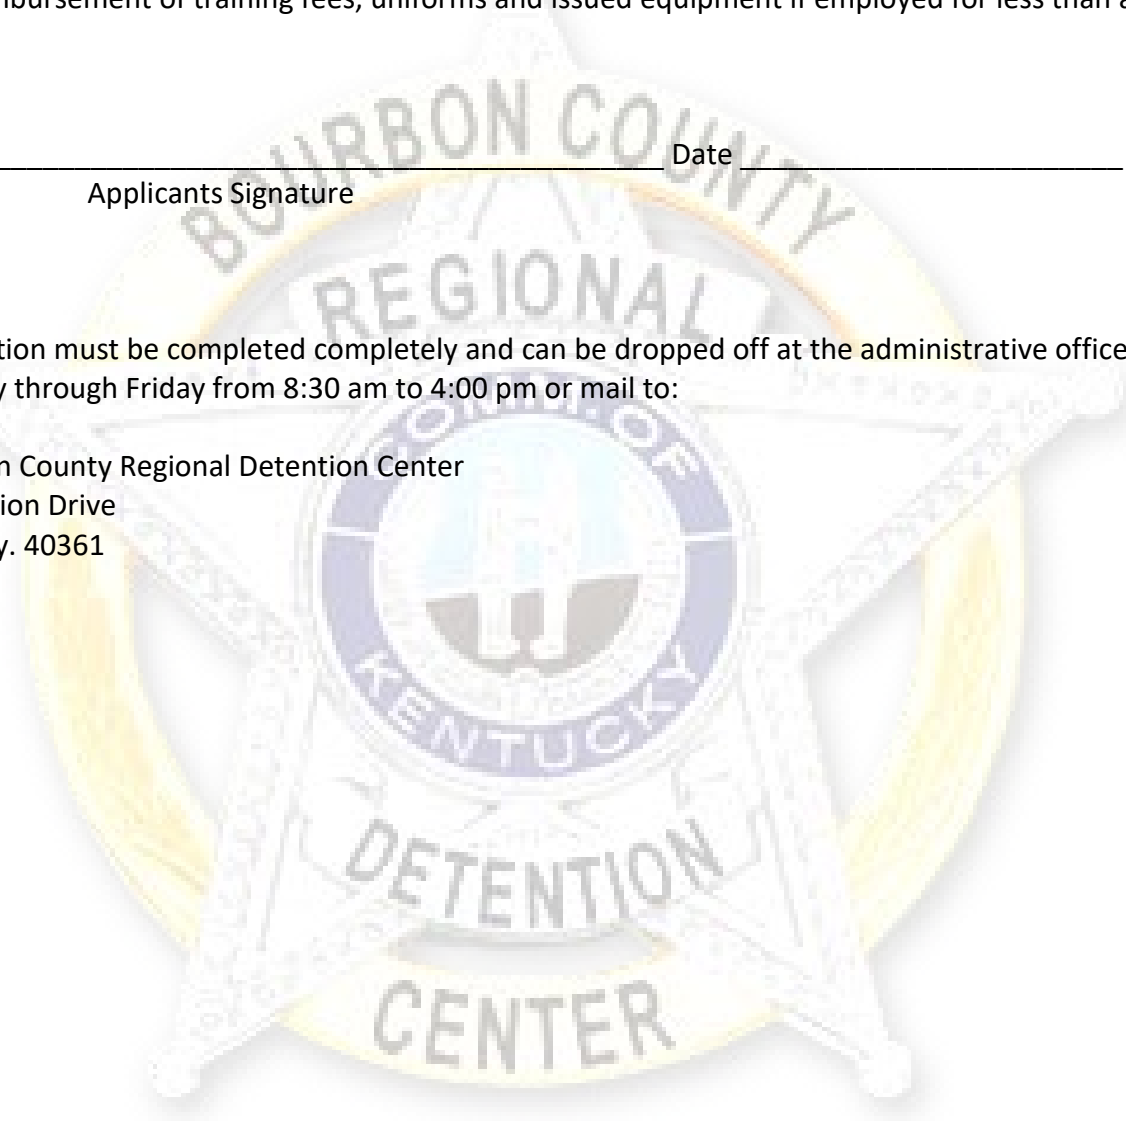 bursement of training fees, uniforms and issued equipment if employed for less than a
Date
Applicants Signature
BOURBON COUNTY
REGIONAL
tion must be completed completely and can be dropped off at the administrative office
y through Friday from 8:30 am to 4:00 pm or mail to:
n County Regional Detention Center
ion Drive
y. 40361
KENTUCKY
DETENTION
CENTER